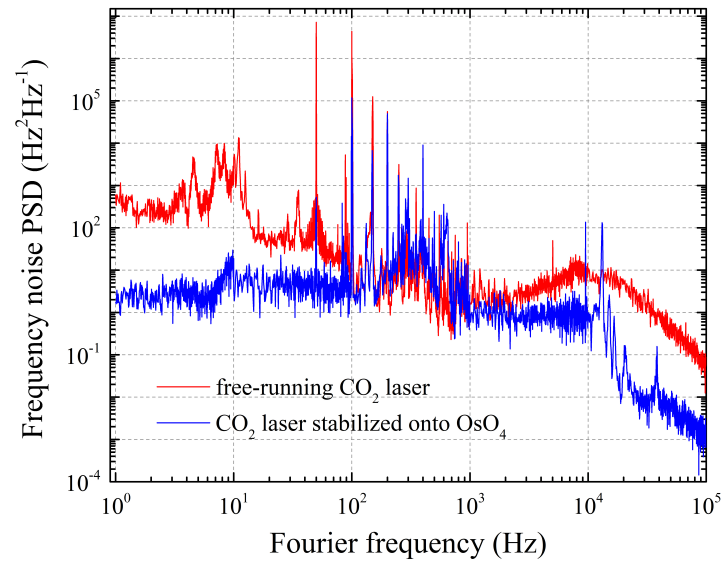 Frequency noise PSD (Hz²Hz⁻¹)
10⁵
10²
10⁻¹
10⁻⁴
free-running CO₂ laser
CO₂ laser stabilized onto OsO₄
10⁰ 10¹ 10² 10³ 10⁴ 10⁵
Fourier frequency (Hz)